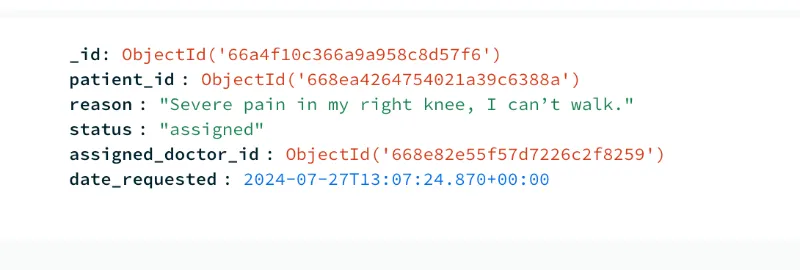 _id: ObjectId('66a4f10c366a9a958c8d57f6')
patient_id : ObjectId('668ea4264754021a39c6388a')
reason : "Severe pain in my right knee, I can’t walk."
status : "assigned"
assigned_doctor_id : ObjectId('668e82e55f57d7226c2f8259')
date_requested : 2024-07-27T13:07:24.870+00:00